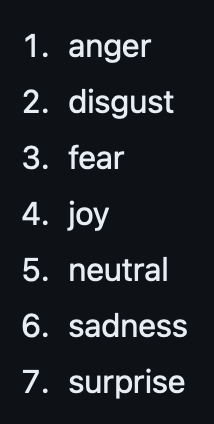 1. anger
2. disgust
3. fear
4. joy
5. neutral
6. sadness
7. surprise